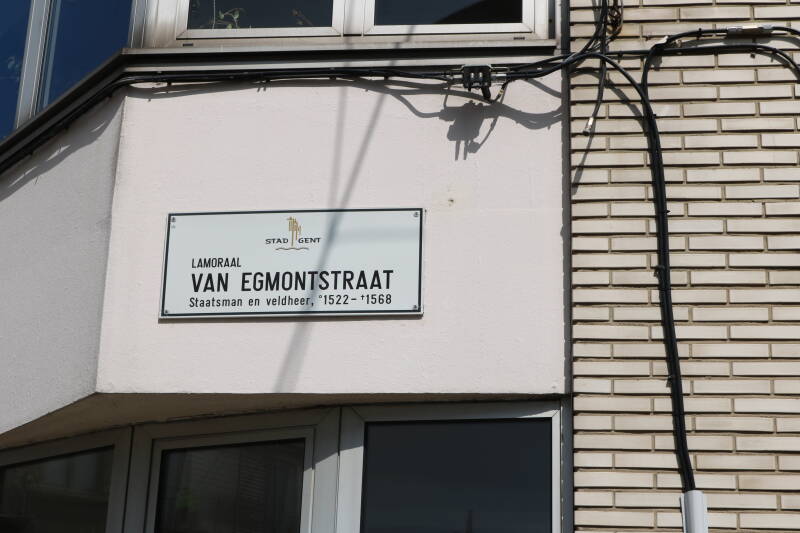 STAD GENT
LAMORAAL
VAN EGMONTSTRAAT
Staatsman en veldheer, °1522-†1568